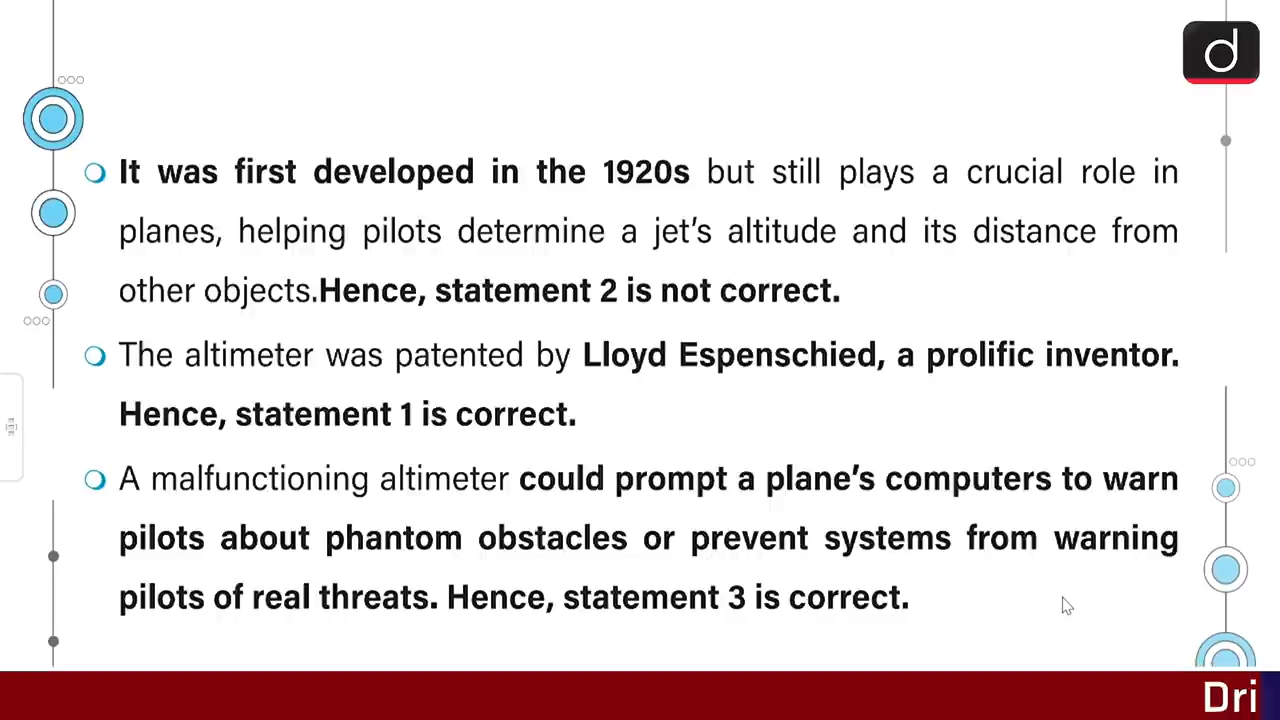 d
It was first developed in the 1920s but still plays a crucial role in
planes, helping pilots determine a jet's altitude and its distance from
other objects.Hence, statement 2 is not correct.
The altimeter was patented by Lloyd Espenschied, a prolific inventor.
Hence, statement 1 is correct.
A malfunctioning altimeter could prompt a plane's computers to warn
pilots about phantom obstacles or prevent systems from warning
pilots of real threats. Hence, statement 3 is correct.
Dri